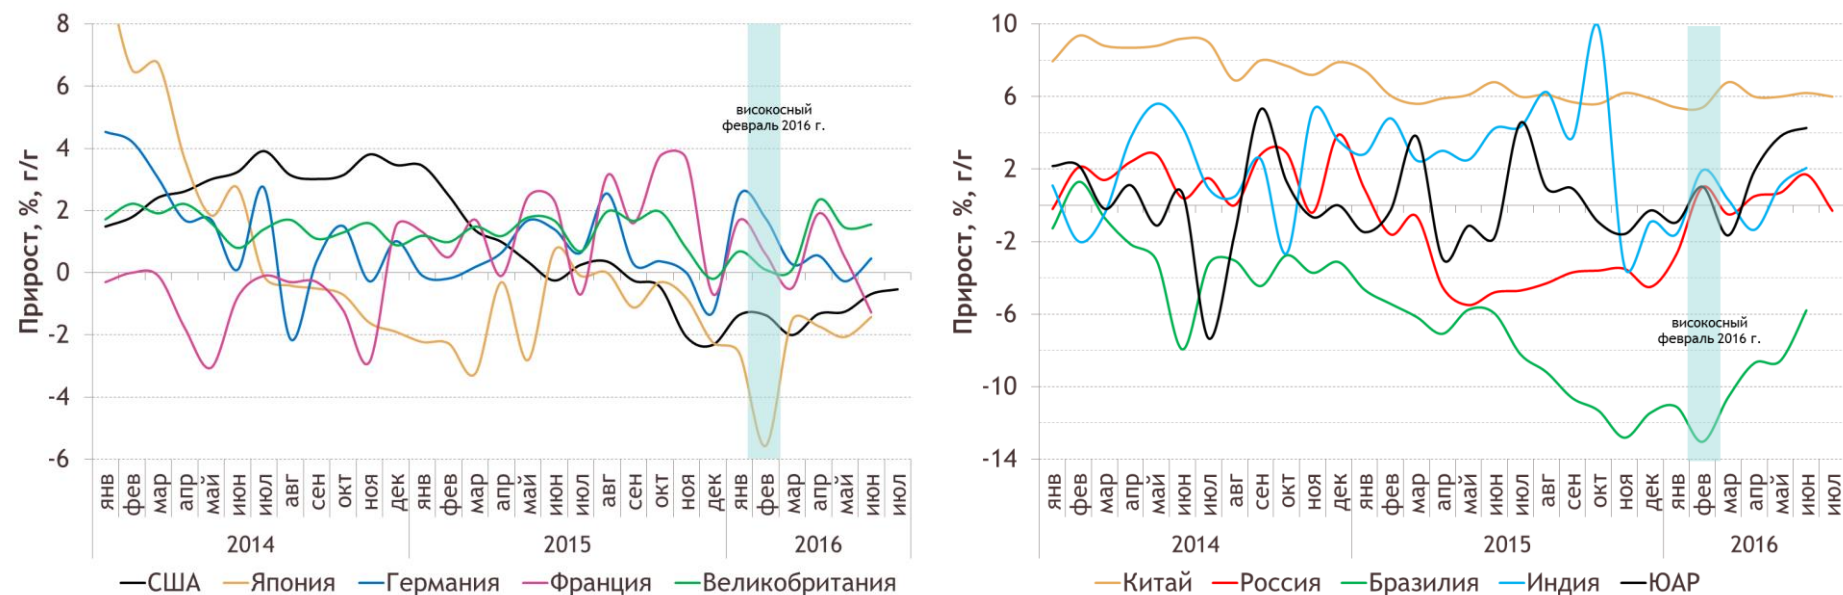 Прирост, %, г/г
8
6
4
2
0
-2
-4
-6
високосный
февраль 2016 г.
янв фев мар апр май июн июл авг сен окт ноя дек янв фев мар апр май июн июл авг сен окт ноя дек янв фев мар апр май июн июл
2014 2015 2016
США Япония Германия Франция Великобритания
Прирост, %, г/г
10
6
2
-2
-6
-10
-14
високосный
февраль 2016 г.
янв фев мар апр май июн июл авг сен окт ноя дек янв фев мар апр май июн июл авг сен окт ноя дек янв фев мар апр май июн июл
2014 2015 2016
Китай Россия Бразилия Индия ЮАР